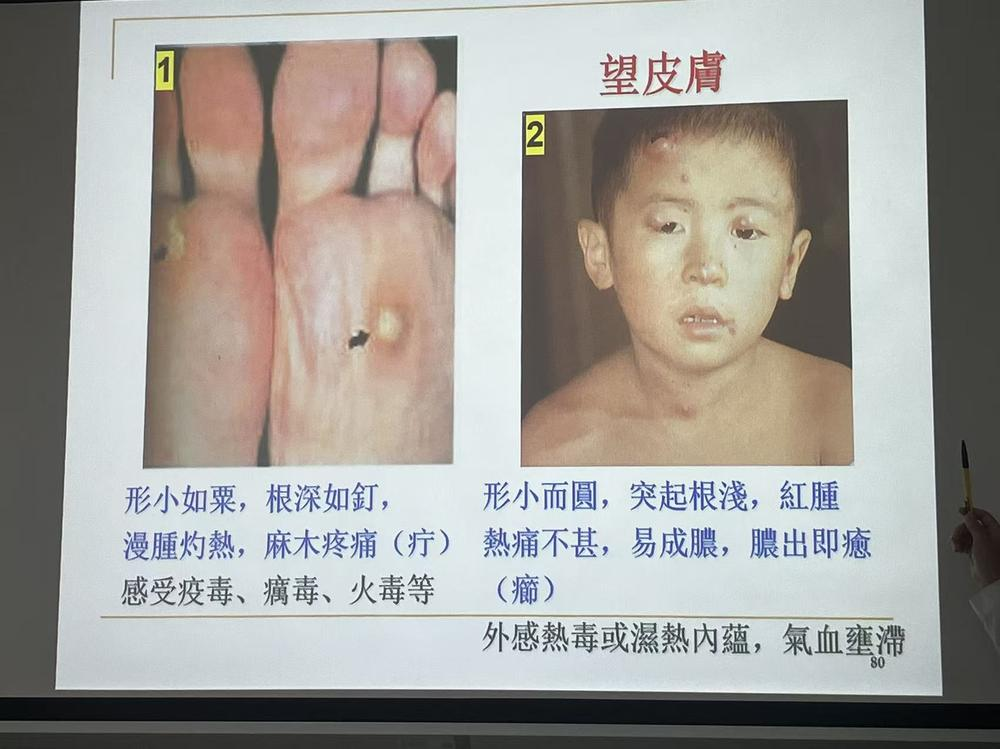 望皮膚
1
形小如粟，根深如釘，
漫腫灼熱，麻木疼痛（疔）
感受疫毒、癘毒、火毒等
2
形小而圓，突起根淺，紅腫
熱痛不甚，易成膿，膿出即癒
（癤）
外感熱毒或濕熱內蘊，氣血壅滯
80